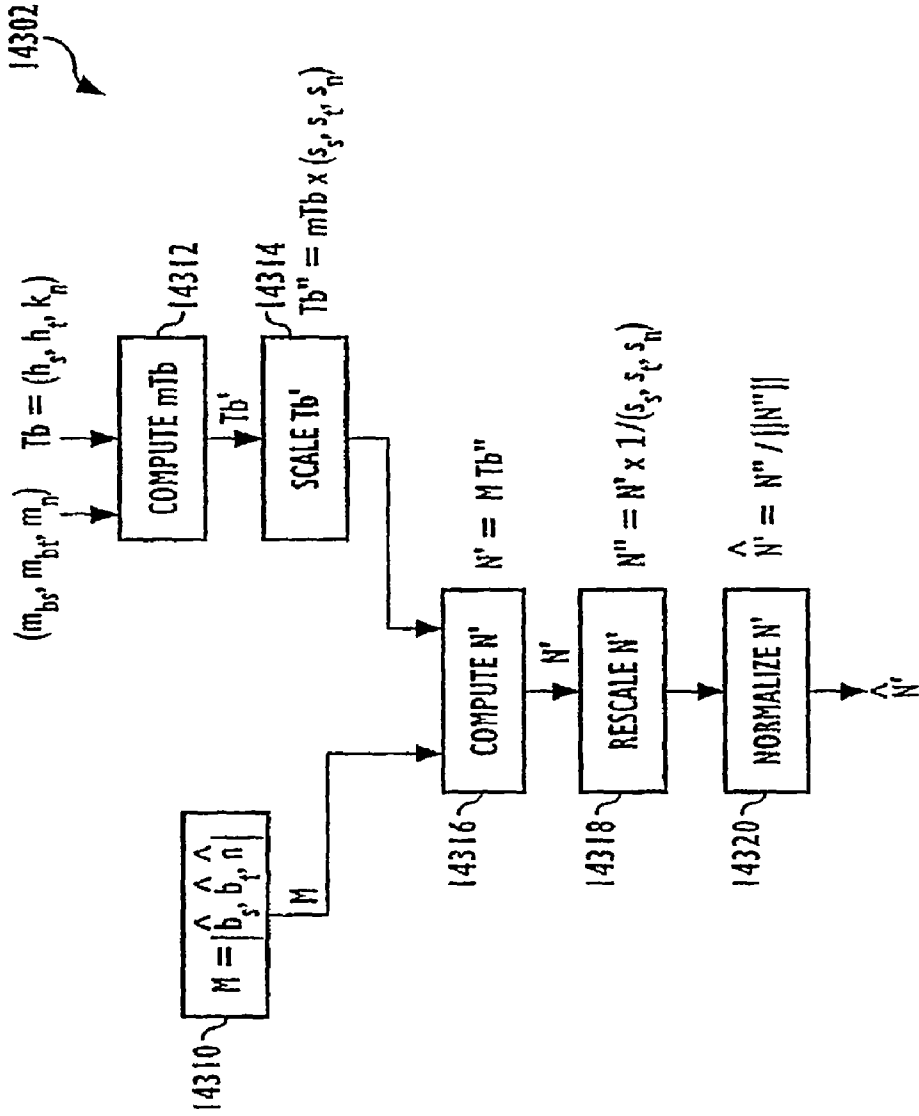 14302
(m_bs, m_bt, m_n)
Tb = (h_s, h_t, k_n)
COMPUTE mTb
14312
Tb'
SCALE Tb'
14314
Tb'' = mTb x (s_s, s_t, s_n)
14310
M = |b̂_s, b̂_t, n̂|
M
COMPUTE N'
14316
N' = M Tb''
N'
RESCALE N'
14318
N'' = N' x 1/(s_s, s_t, s_n)
NORMALIZE N'
14320
N̂' = N'' / ||N''||
N̂'